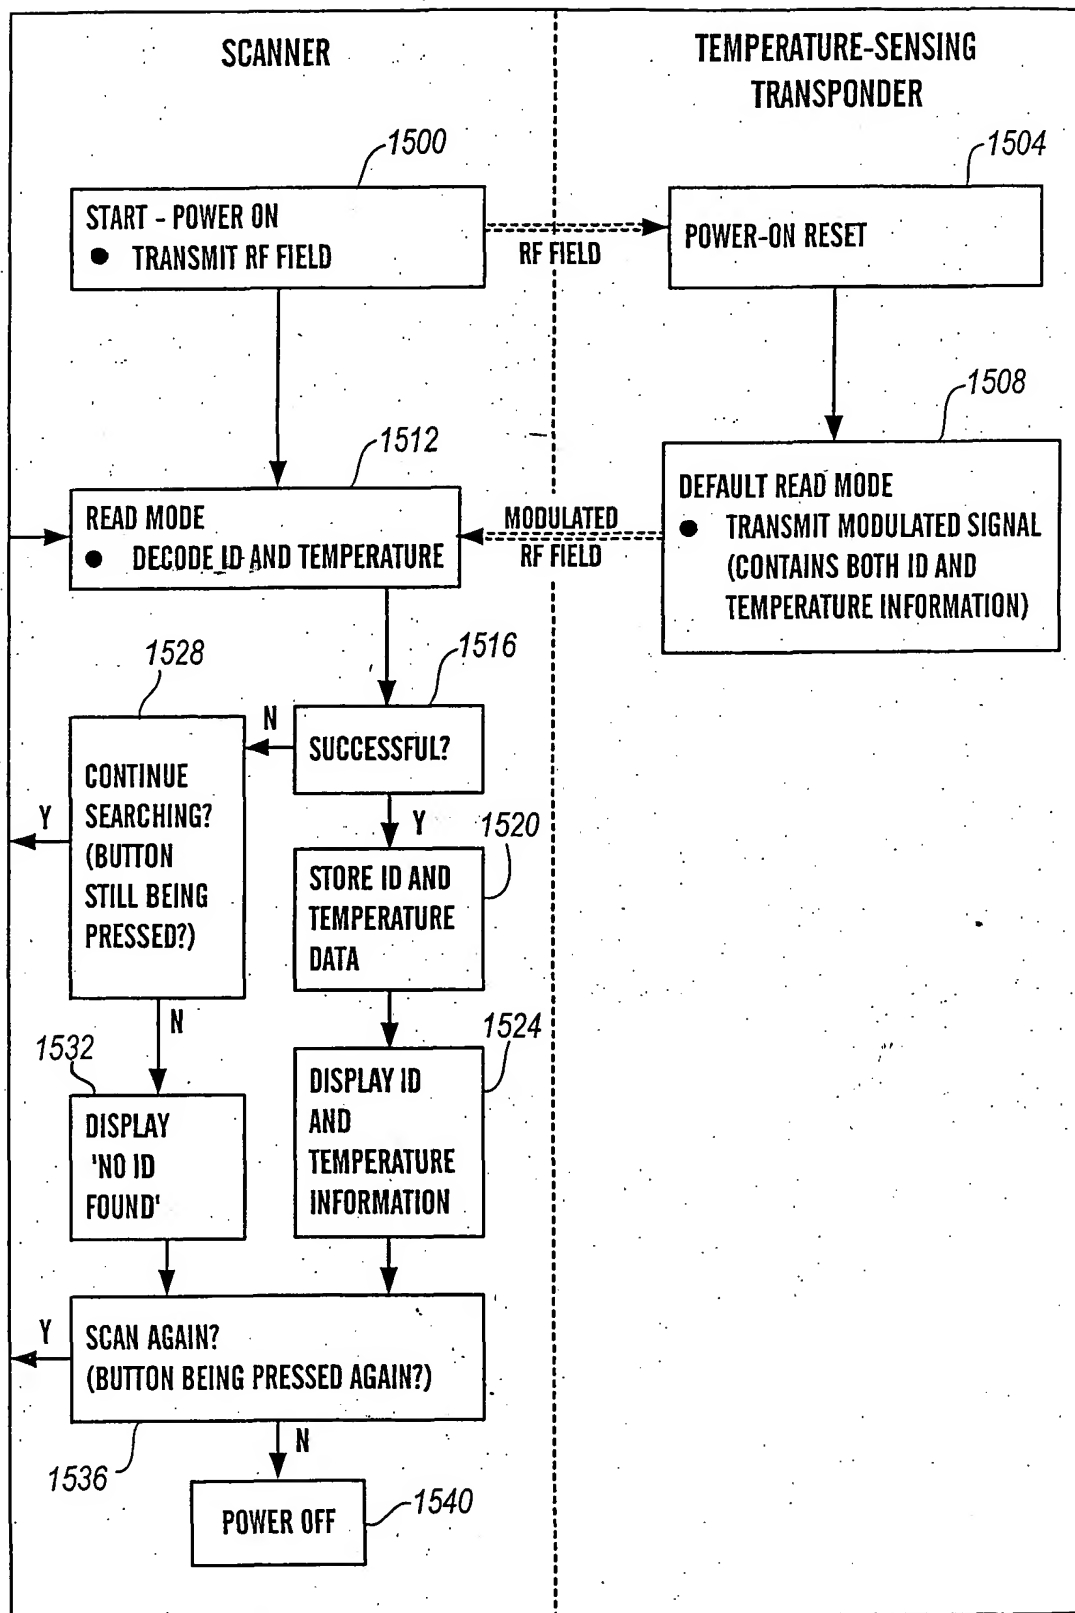 SCANNER
TEMPERATURE-SENSING
TRANSPONDER
1500
1504
START - POWER ON
● TRANSMIT RF FIELD
RF FIELD
POWER-ON RESET
1508
1512
READ MODE
● DECODE ID AND TEMPERATURE
MODULATED
RF FIELD
DEFAULT READ MODE
● TRANSMIT MODULATED SIGNAL
(CONTAINS BOTH ID AND
TEMPERATURE INFORMATION)
1528
1516
N
SUCCESSFUL?
CONTINUE
SEARCHING?
(BUTTON
STILL BEING
PRESSED?)
Y
Y
1520
STORE ID AND
TEMPERATURE
DATA
N
1532
1524
DISPLAY
'NO ID
FOUND'
DISPLAY ID
AND
TEMPERATURE
INFORMATION
Y
SCAN AGAIN?
(BUTTON BEING PRESSED AGAIN?)
N
1536
POWER OFF
1540